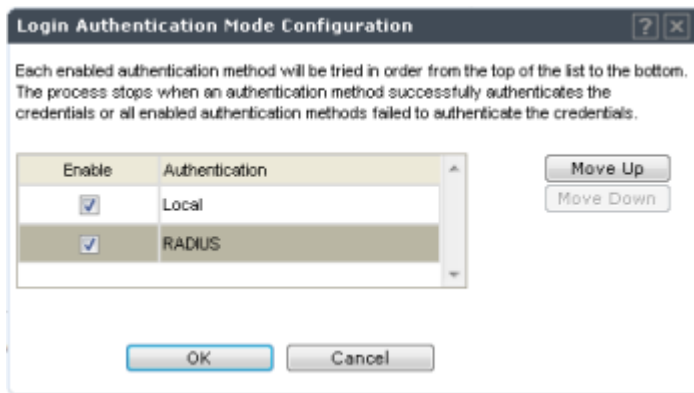 Login Authentication Mode Configuration
Each enabled authentication method will be tried in order from the top of the list to the bottom.
The process stops when an authentication method successfully authenticates the
credentials or all enabled authentication methods failed to authenticate the credentials.
Enable Authentication
Local
RADIUS
Move Up
Move Down
OK Cancel